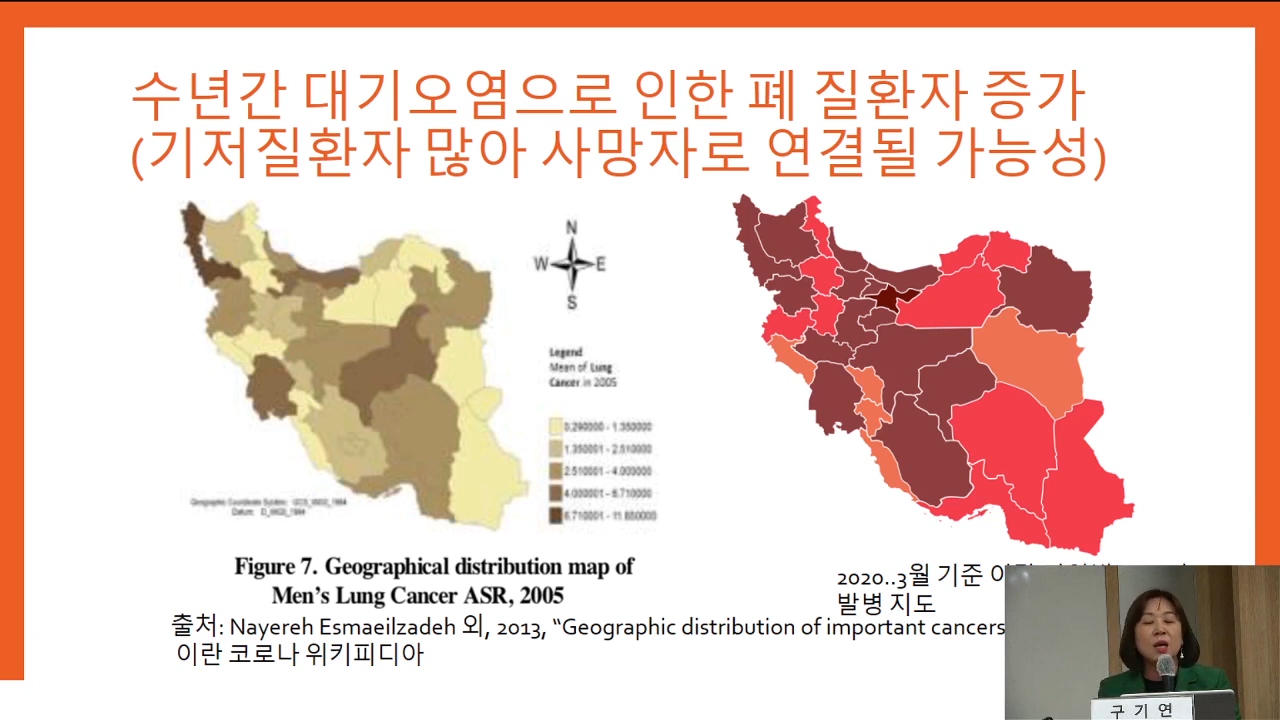 수년간 대기오염으로 인한 폐 질환자 증가
(기저질환자 많아 사망자로 연결될 가능성)
N
W E
S
Legend
Mean of Lung
Cancer in 2005
0.290000 - 1.350000
1.350001 - 2.510000
2.510001 - 4.000000
4.000001 - 6.710000
6.710001 - 11.650000
Geographic Coordinate System:
Datum:
Figure 7. Geographical distribution map of
Men's Lung Cancer ASR, 2005
2020..3월 기준
발병 지도
출처: Nayereh Esmaeilzadeh 외, 2013, “Geographic distribution of important cancers
이란 코로나 위키피디아
구 기 연